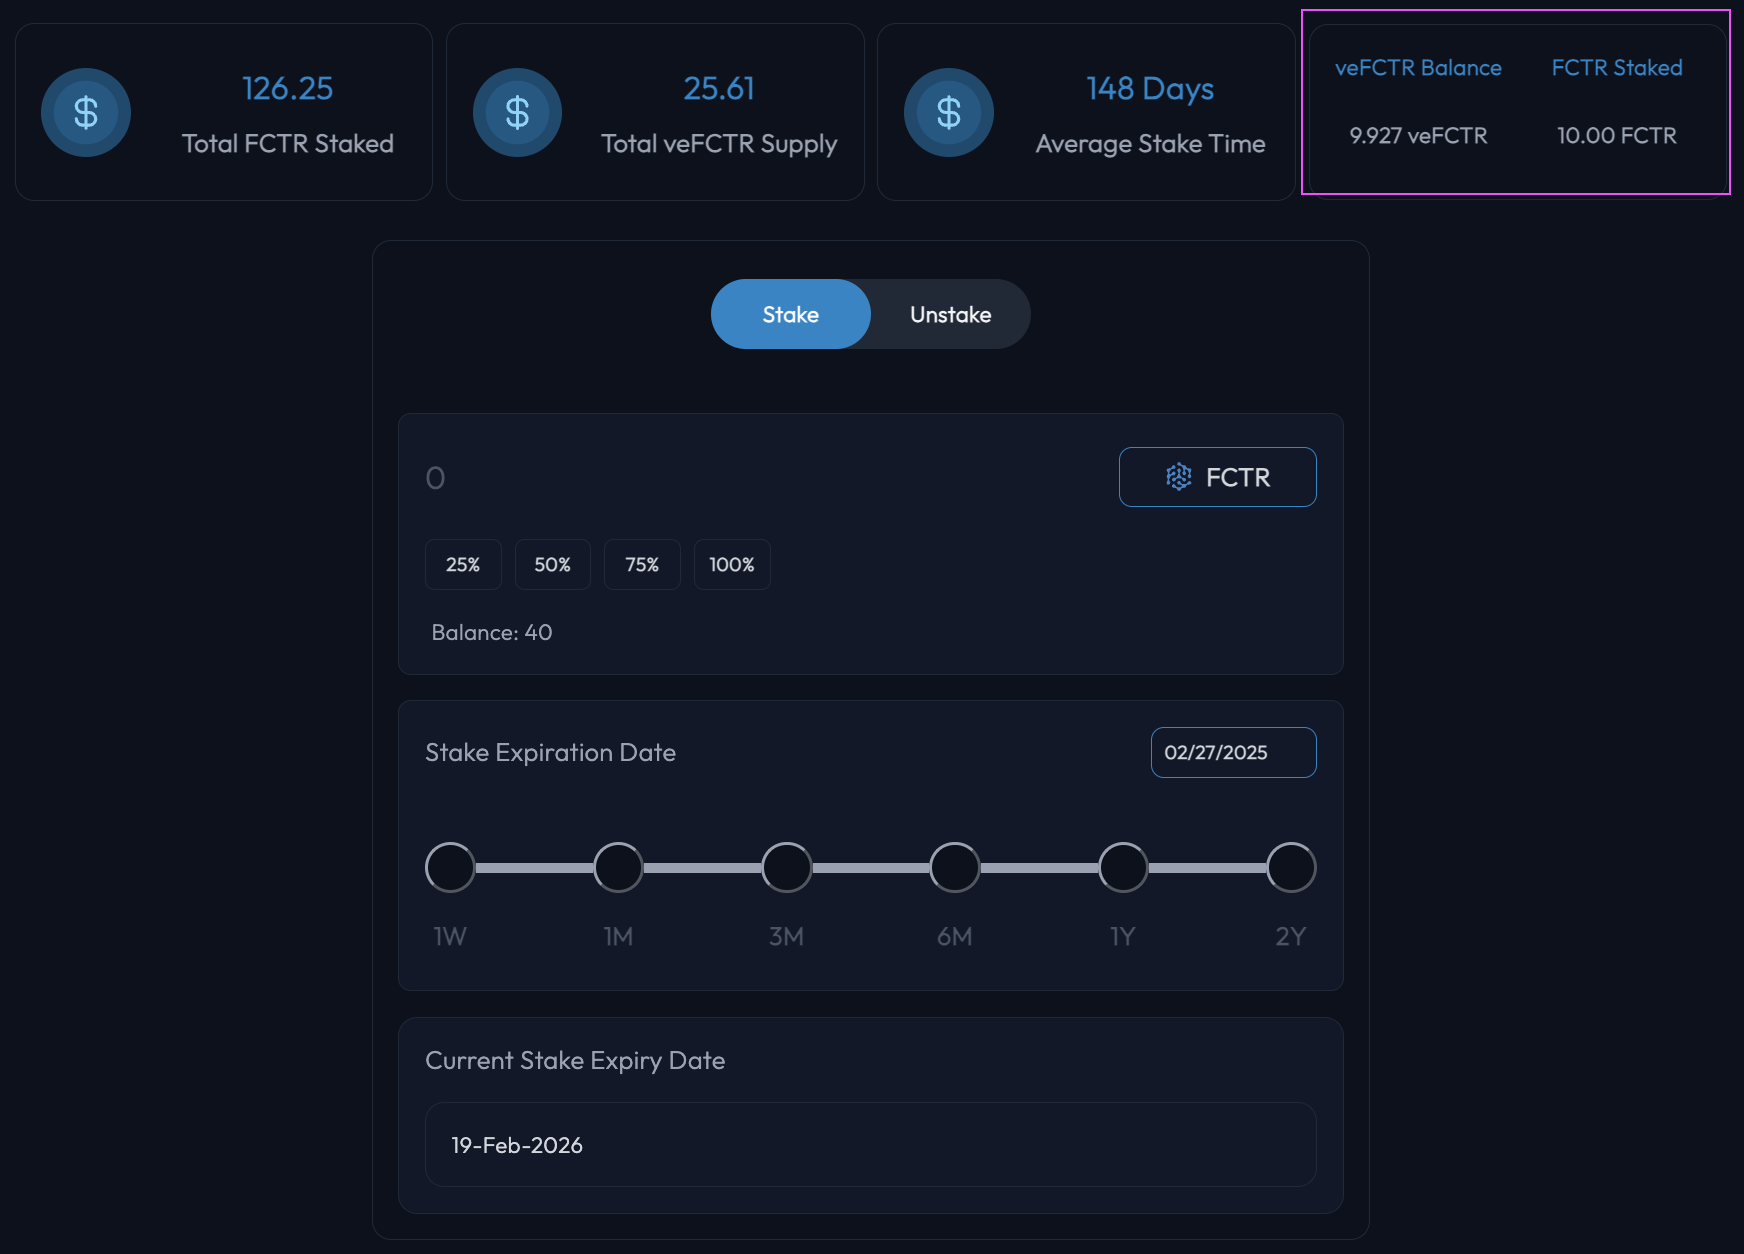 126.25
Total FCTR Staked
25.61
Total veFCTR Supply
148 Days
Average Stake Time
veFCTR Balance FCTR Staked
9.927 veFCTR 10.00 FCTR
Stake Unstake
0 FCTR
25% 50% 75% 100%
Balance: 40
Stake Expiration Date 02/27/2025
1W 1M 3M 6M 1Y 2Y
Current Stake Expiry Date
19-Feb-2026